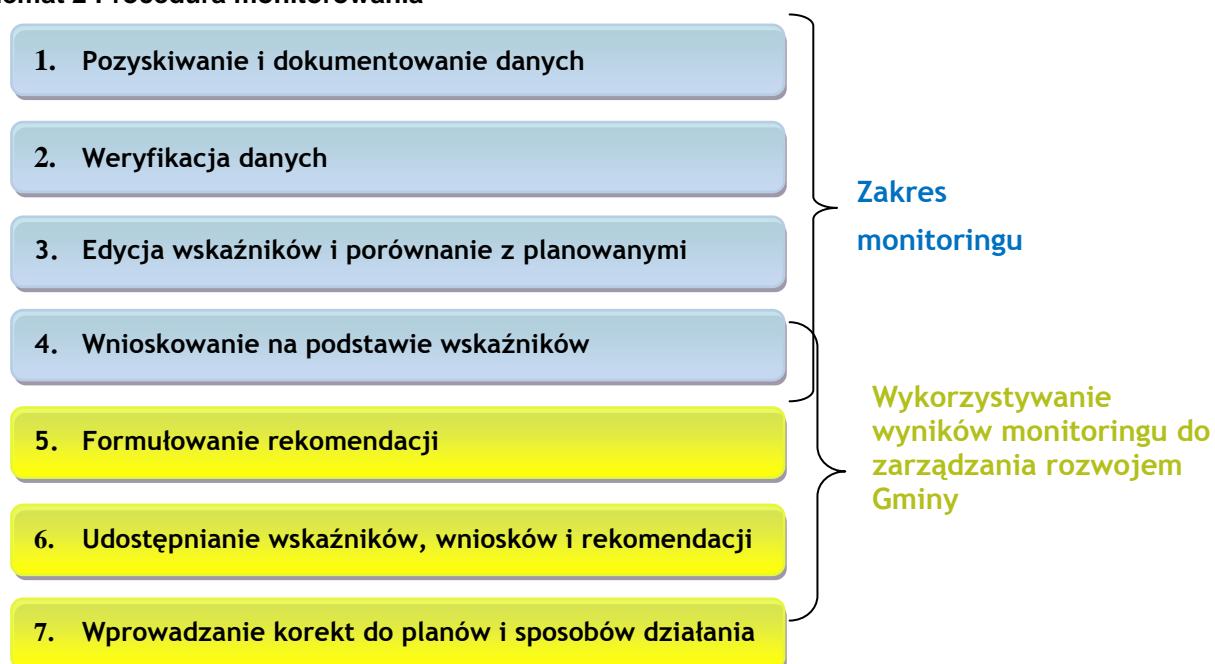 Procedura monitorowania
1. Pozyskiwanie i dokumentowanie danych
2. Weryfikacja danych
3. Edycja wskaźników i porównanie z planowanymi
4. Wnioskowanie na podstawie wskaźników
5. Formułowanie rekomendacji
6. Udostępnianie wskaźników, wniosków i rekomendacji
7. Wprowadzanie korekt do planów i sposobów działania
Zakres
monitoringu
Wykorzystywanie
wyników monitoringu do
zarządzania rozwojem
Gminy